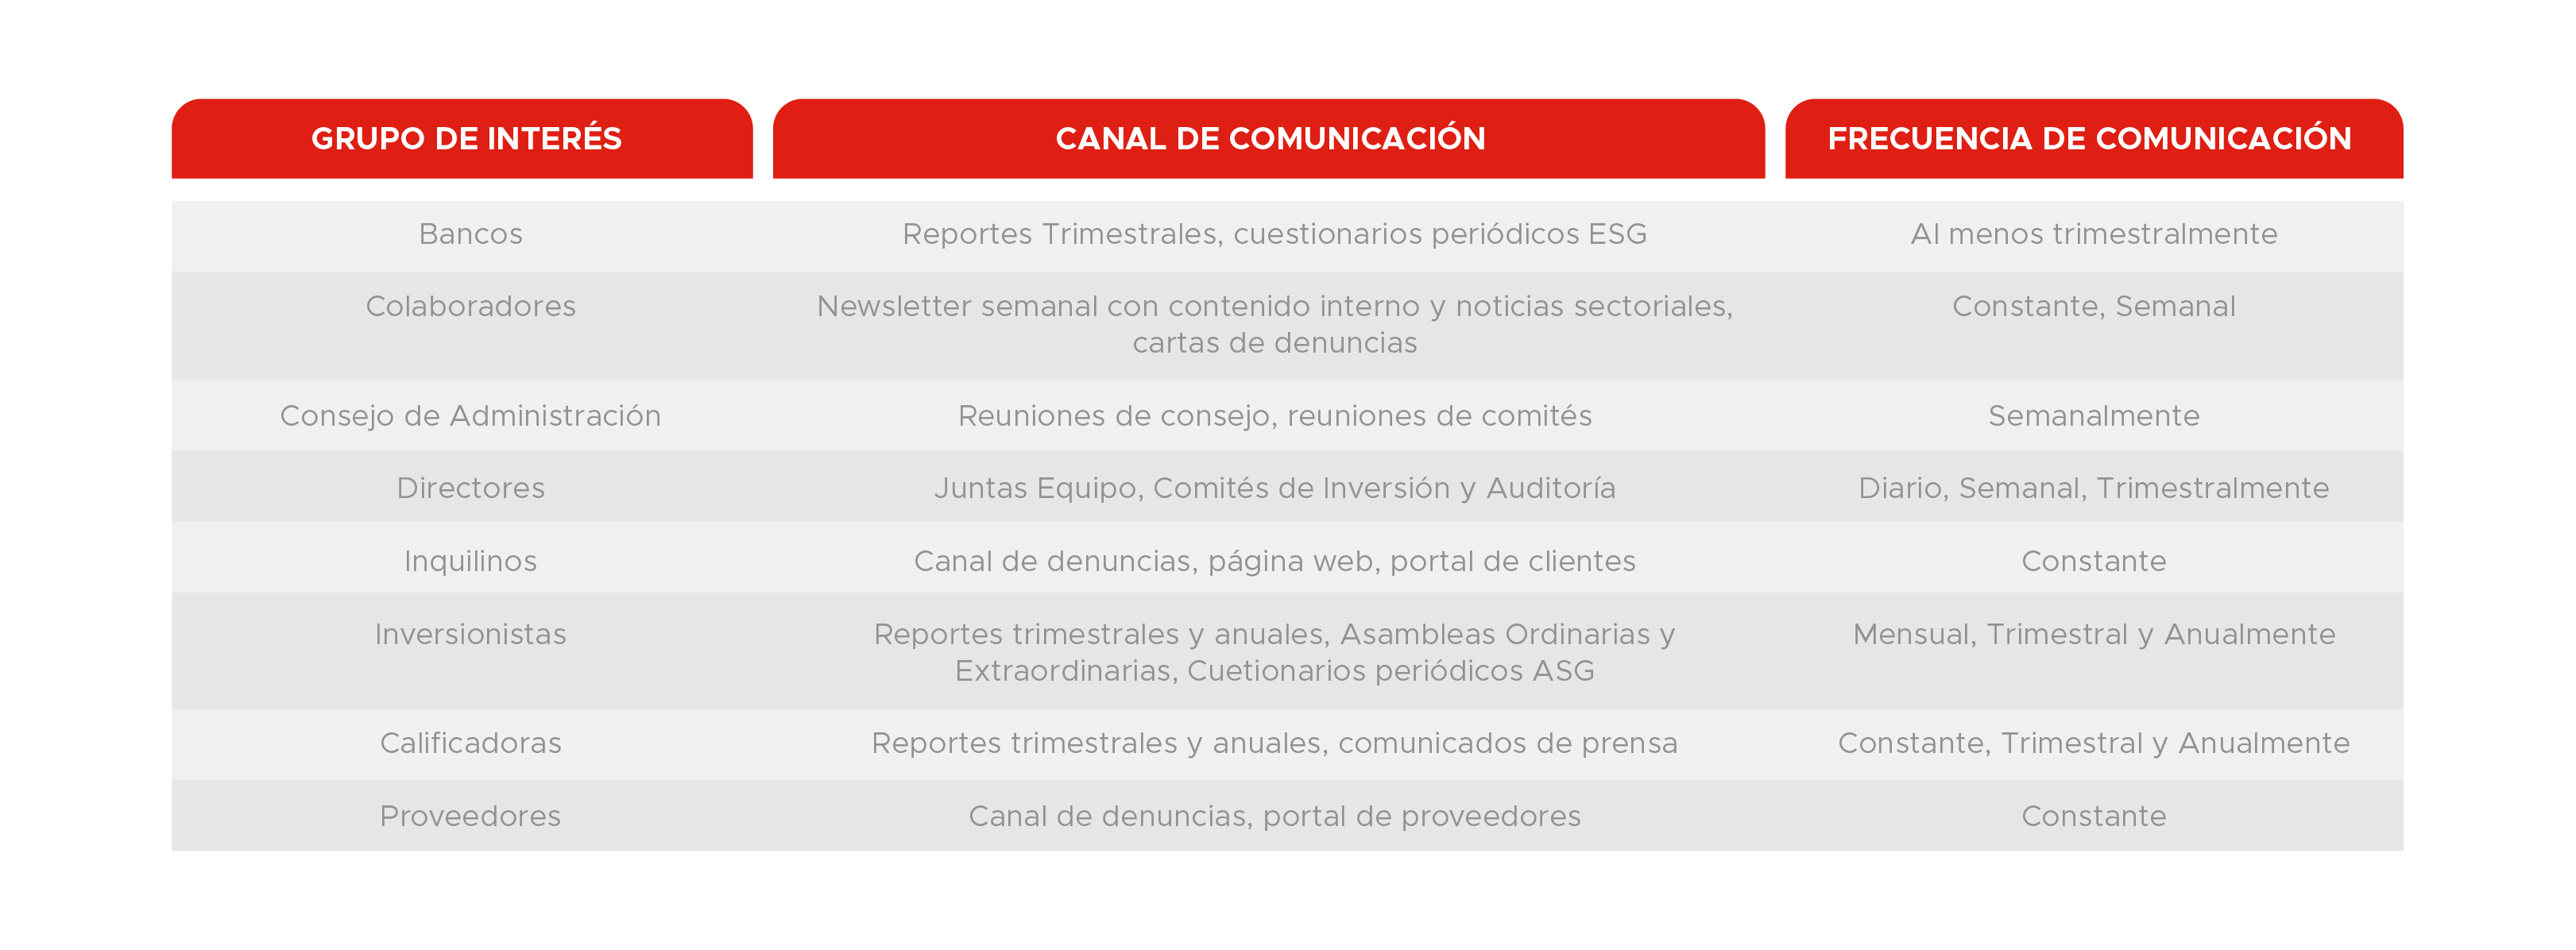 GRUPO DE INTERÉS CANAL DE COMUNICACIÓN FRECUENCIA DE COMUNICACIÓN
Bancos Reportes Trimestrales, cuestionarios periódicos ESG Al menos trimestralmente
Colaboradores Newsletter semanal con contenido interno y noticias sectoriales, Constante, Semanal
cartas de denuncias
Consejo de Administración Reuniones de consejo, reuniones de comités Semanalmente
Directores Juntas Equipo, Comités de Inversión y Auditoría Diario, Semanal, Trimestralmente
Inquilinos Canal de denuncias, página web, portal de clientes Constante
Inversionistas Reportes trimestrales y anuales, Asambleas Ordinarias y Mensual, Trimestral y Anualmente
Extraordinarias, Cuetionarios periódicos ASG
Calificadoras Reportes trimestrales y anuales, comunicados de prensa Constante, Trimestral y Anualmente
Proveedores Canal de denuncias, portal de proveedores Constante